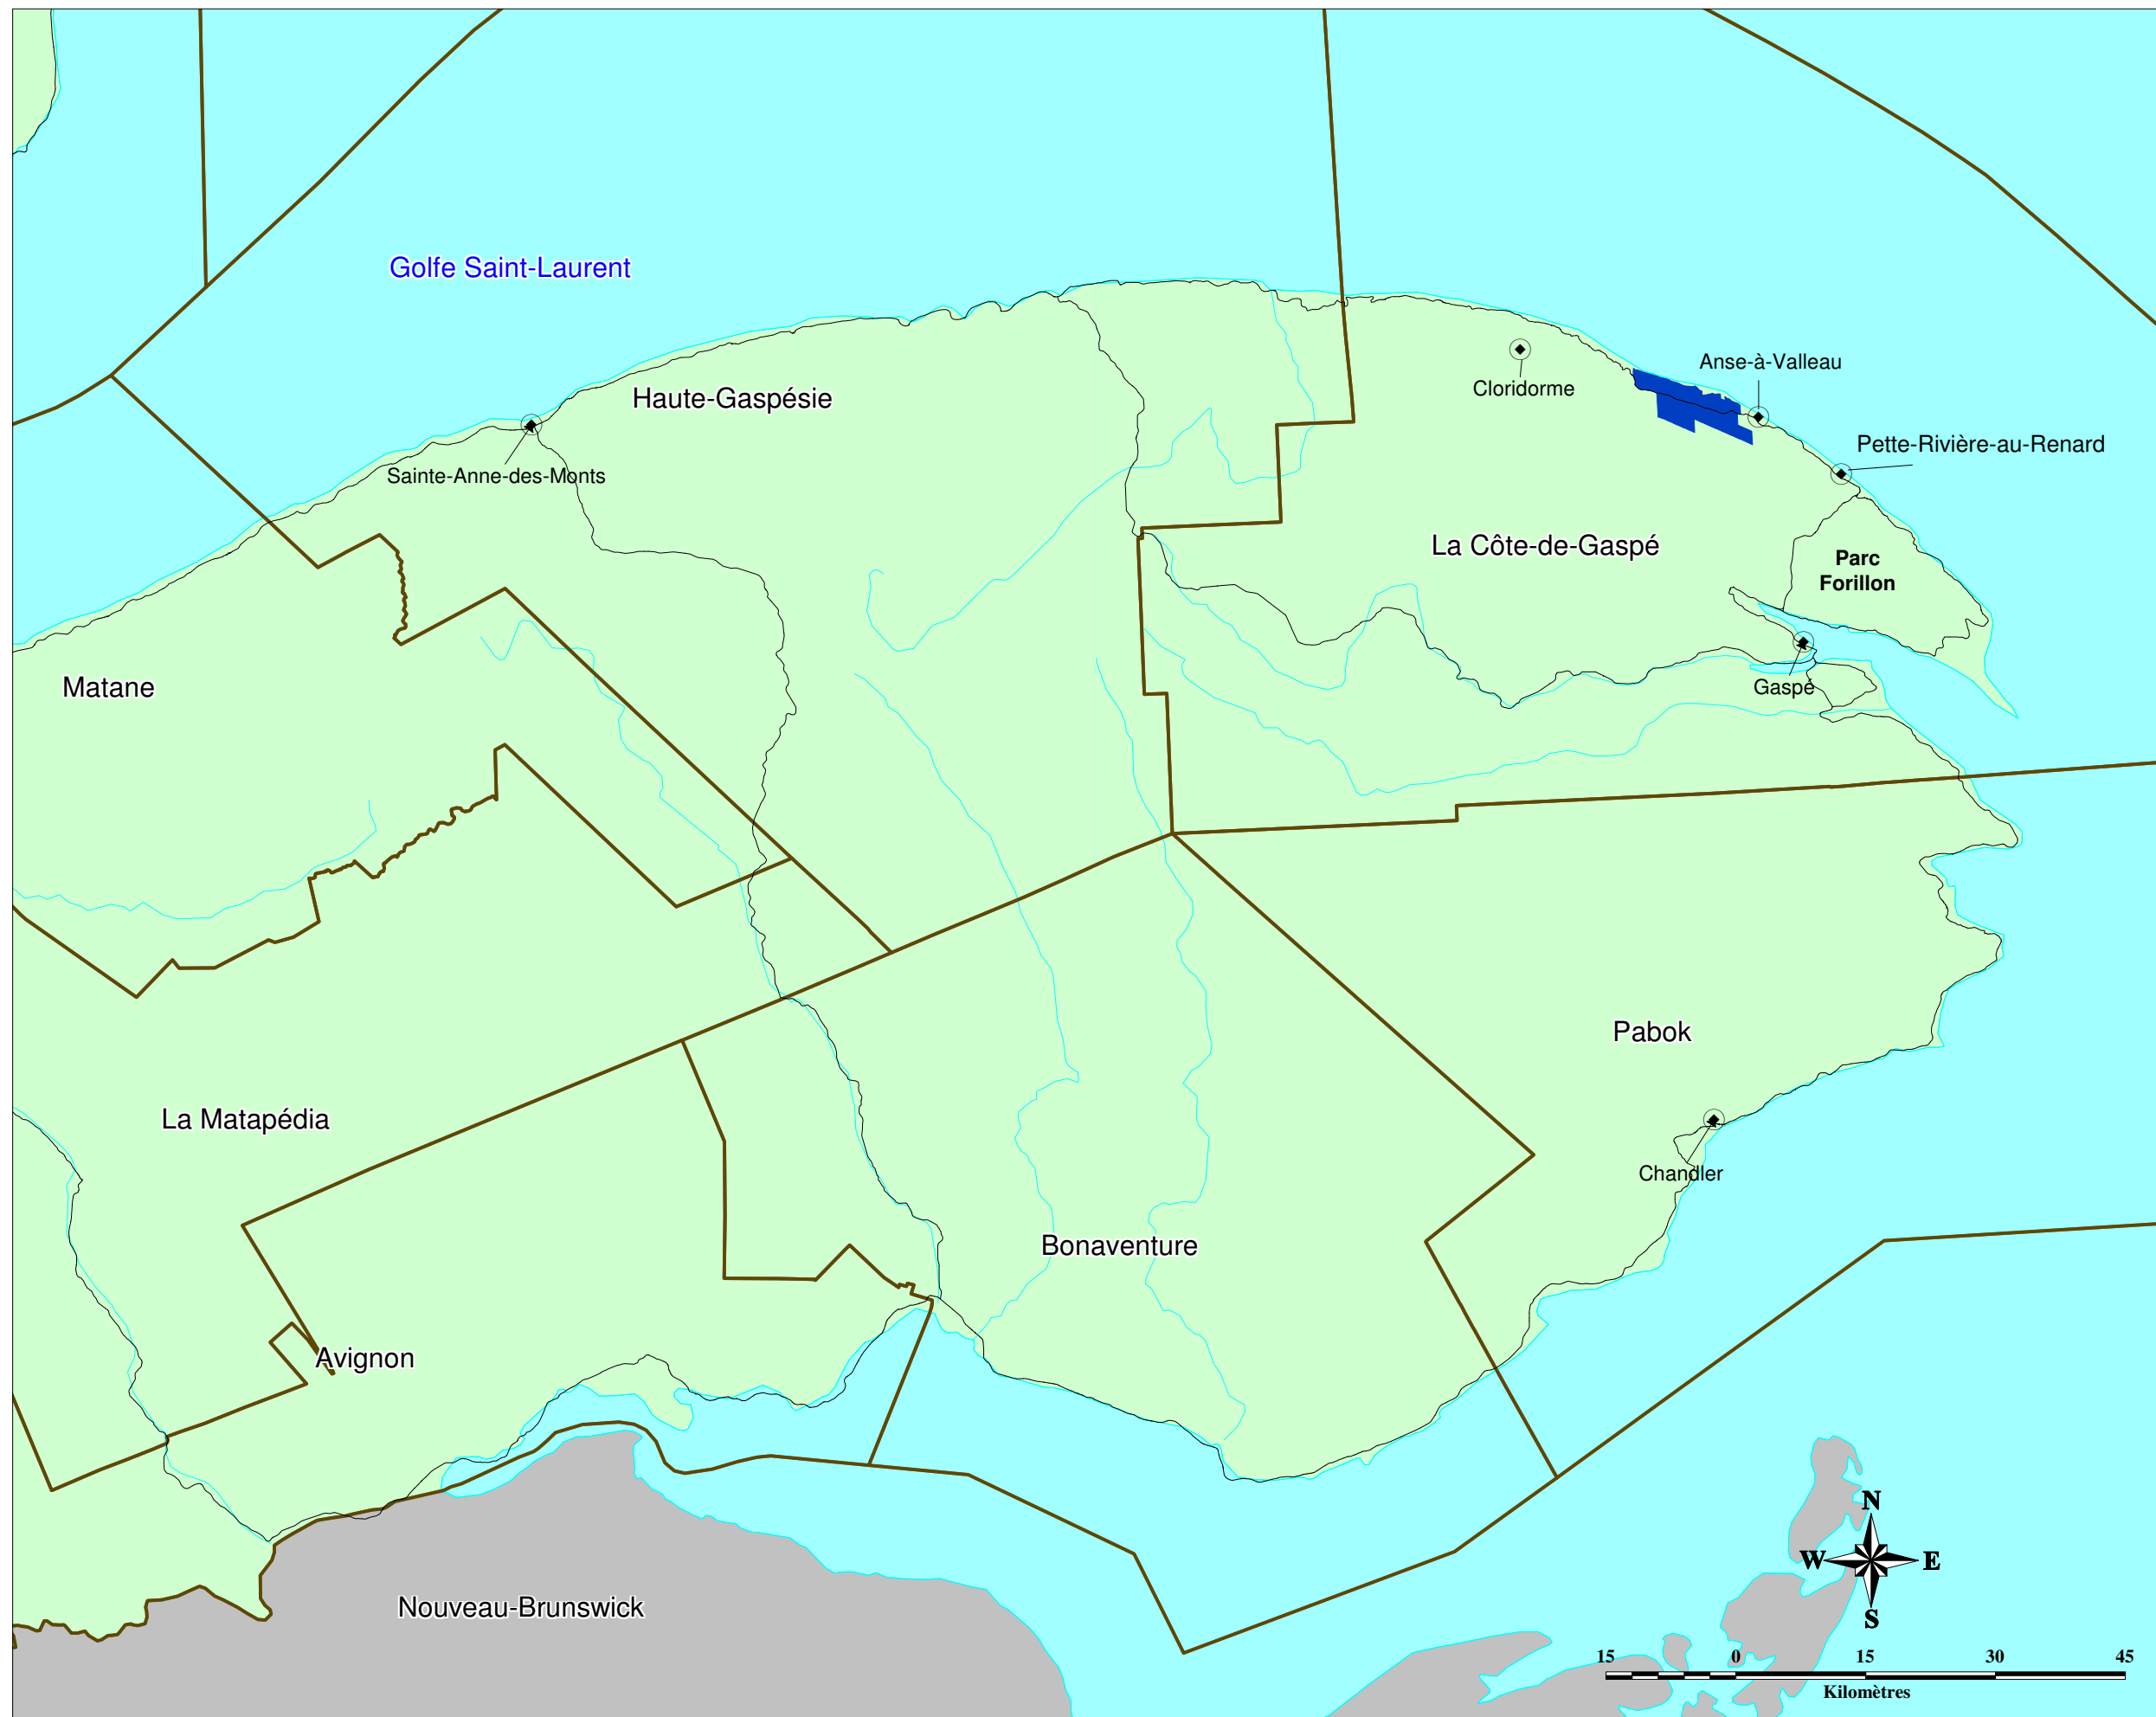 Golfe Saint-Laurent
Anse-à-Valleau
Cloridorme
Haute-Gaspésie
Pette-Rivière-au-Renard
Sainte-Anne-des-Monts
La Côte-de-Gaspé
Parc
Forillon
Matane
Gaspé
Pabok
La Matapédia
Chandler
Bonaventure
Avignon
N
W E
S
Nouveau-Brunswick
15 0 15 30 45
Kilomètres